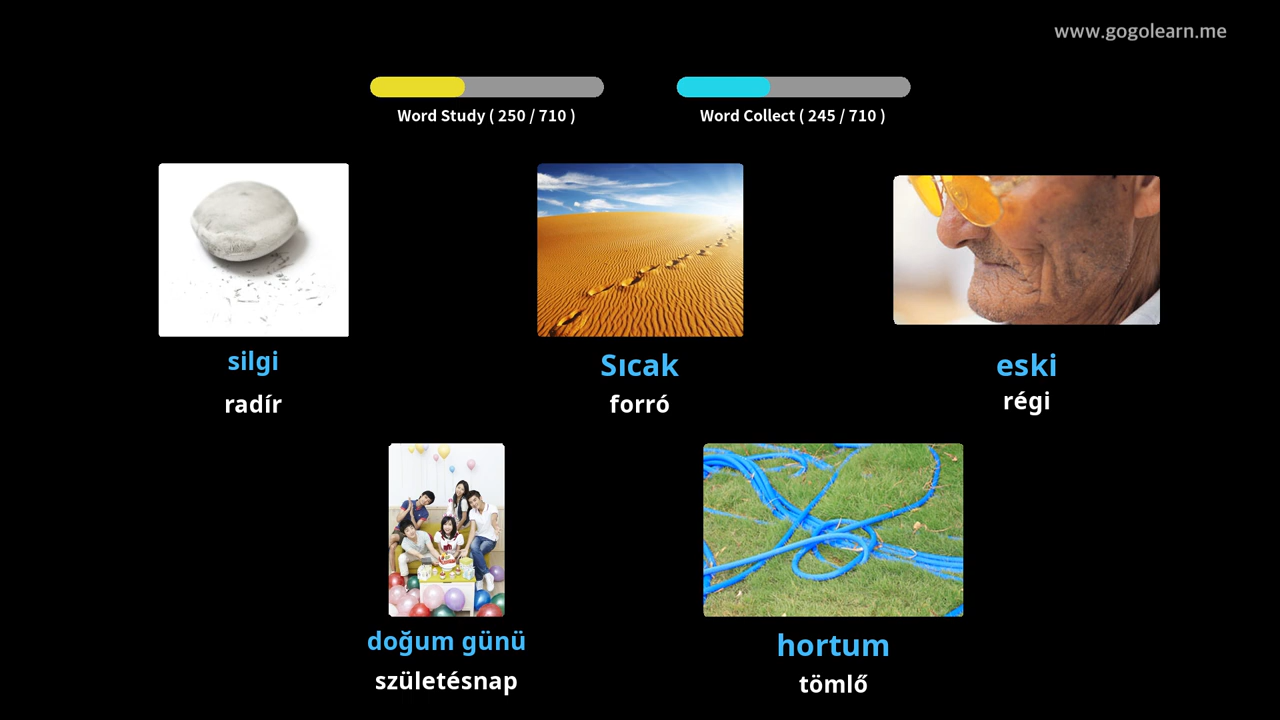 www.gogolearn.me
Word Study ( 250 / 710 )
Word Collect ( 245 / 710 )
silgi
radír
Sıcak
forró
eski
régi
doğum günü
születésnap
hortum
tömlő